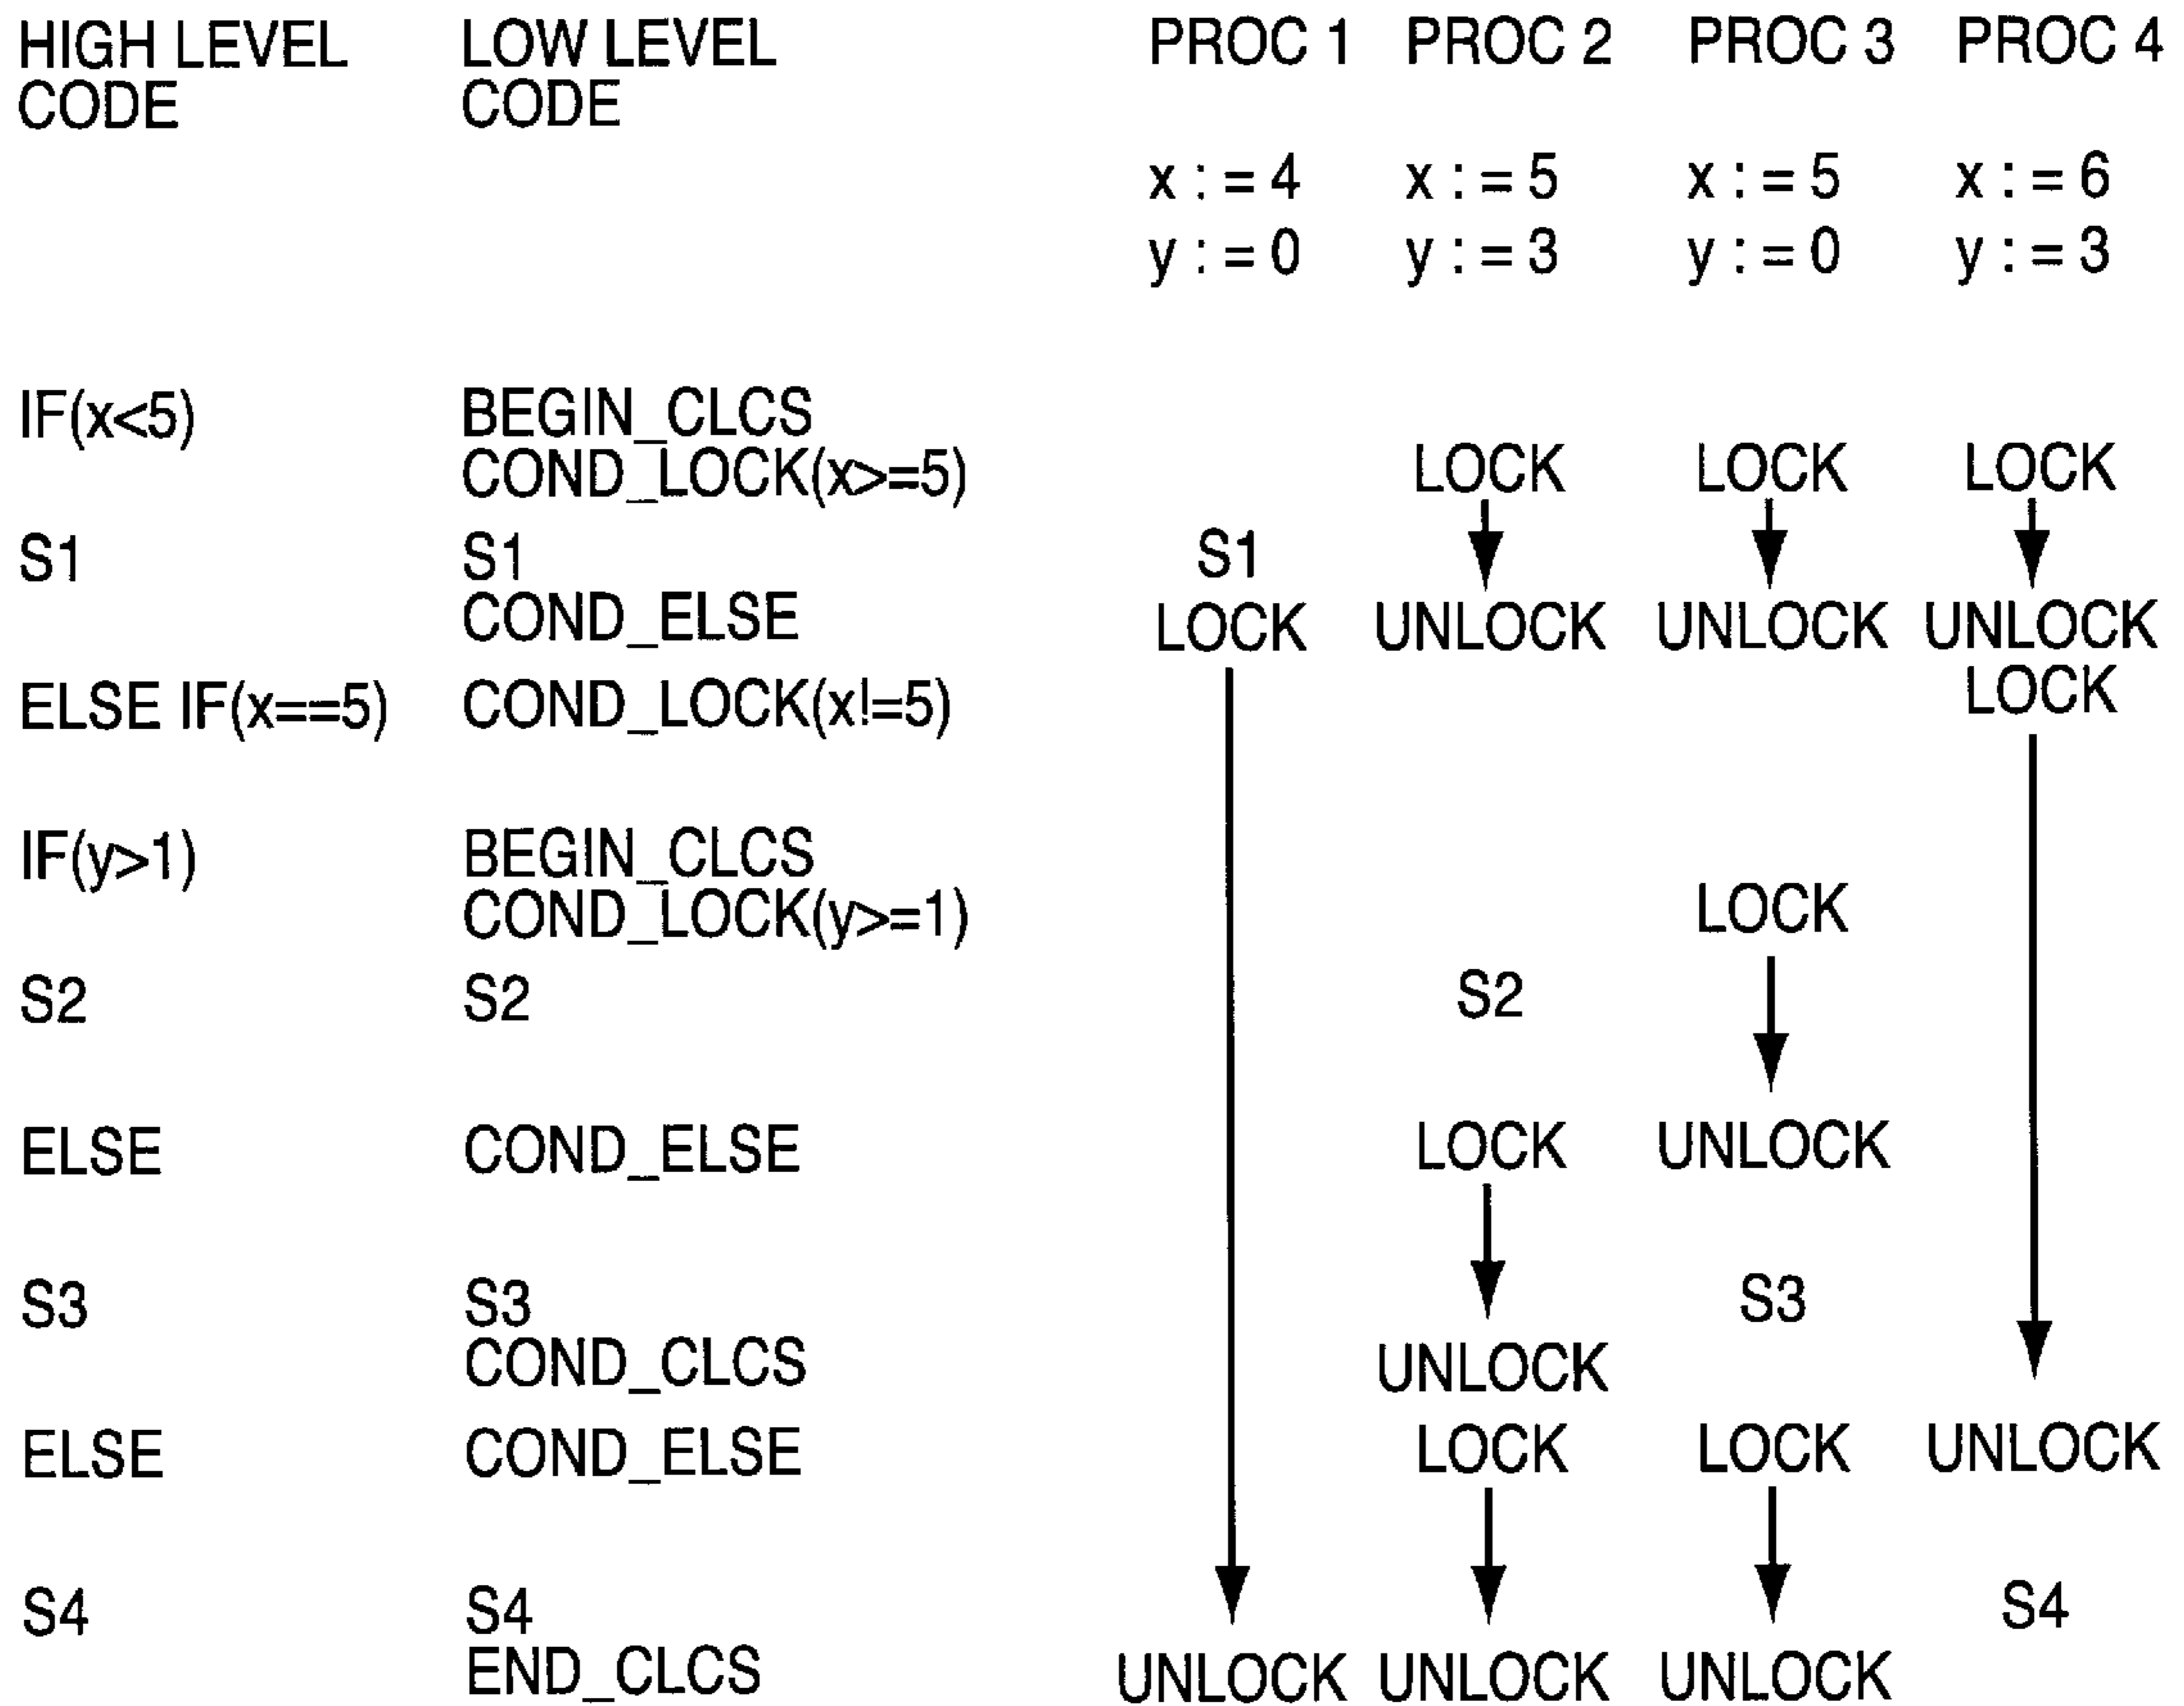 HIGH LEVEL CODE LOW LEVEL CODE PROC 1 PROC 2 PROC 3 PROC 4
x := 4 x := 5 x := 5 x := 6
y := 0 y := 3 y := 0 y := 3
IF(x<5) BEGIN_CLCS
COND_LOCK(x>=5) LOCK LOCK LOCK
S1 S1 S1
COND_ELSE LOCK UNLOCK UNLOCK UNLOCK
LOCK
ELSE IF(x==5) COND_LOCK(x!=5)
IF(y>1) BEGIN_CLCS
COND_LOCK(y>=1) LOCK
S2 S2 S2
ELSE COND_ELSE LOCK UNLOCK
S3 S3 S3
COND_CLCS UNLOCK
ELSE COND_ELSE LOCK LOCK UNLOCK
S4 S4 S4
END_CLCS UNLOCK UNLOCK UNLOCK